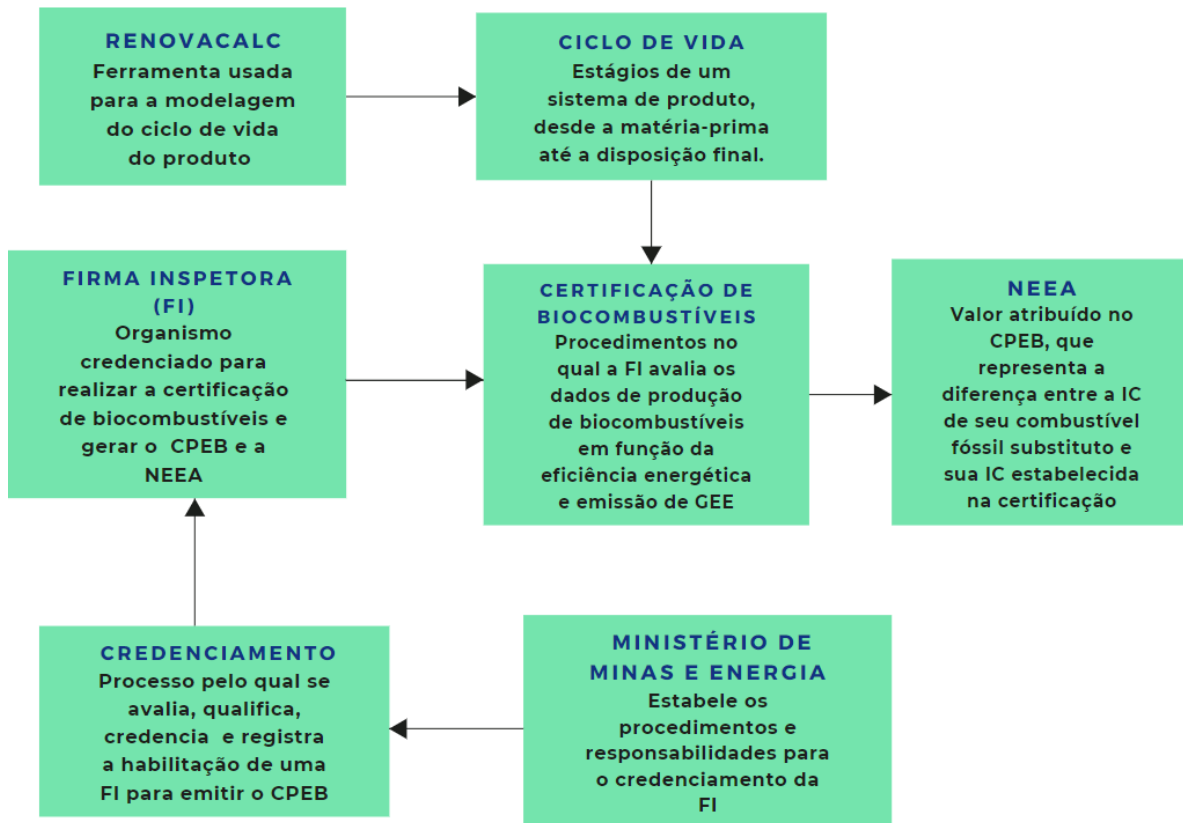 RENOVACALC
Ferramenta usada
para a modelagem
do ciclo de vida
do produto
CICLO DE VIDA
Estágios de um
sistema de produto,
desde a matéria-prima
até a disposição final.
FIRMA INSPETORA
(FI)
Organismo
credenciado para
realizar a certificação
de biocombustíveis e
gerar o CPEB e a
NEEA
CERTIFICAÇÃO DE
BIOCOMBUSTÍVEIS
Procedimentos no
qual a FI avalia os
dados de produção
de biocombustíveis
em função da
eficiência energética
e emissão de GEE
NEEA
Valor atribuído no
CPEB, que
representa a
diferença entre a IC
de seu combustível
fóssil substituto e
sua IC estabelecida
na certificação
CREDENCIAMENTO
Processo pelo qual se
avalia, qualifica,
credencia e registra
a habilitação de uma
FI para emitir o CPEB
MINISTÉRIO DE
MINAS E ENERGIA
Estabele os
procedimentos e
responsabilidades para
o credenciamento da
FI